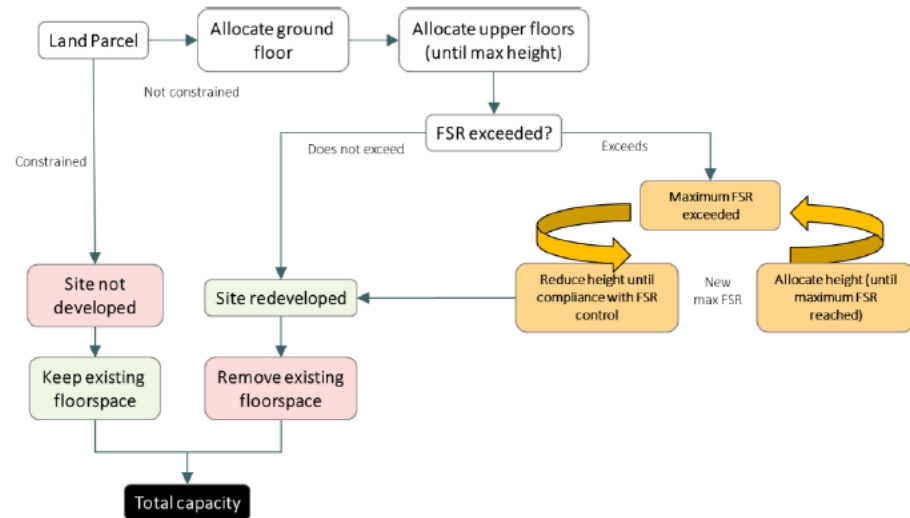 Land Parcel
Allocate ground
floor
Allocate upper floors
(until max height)
Not constrained
FSR exceeded?
Does not exceed
Exceeds
Constrained
Maximum FSR
exceeded
Site not
developed
Site redeveloped
Reduce height until
compliance with FSR
control
New
max FSR
Allocate height (until
maximum FSR
reached)
Keep existing
floorspace
Remove existing
floorspace
Total capacity